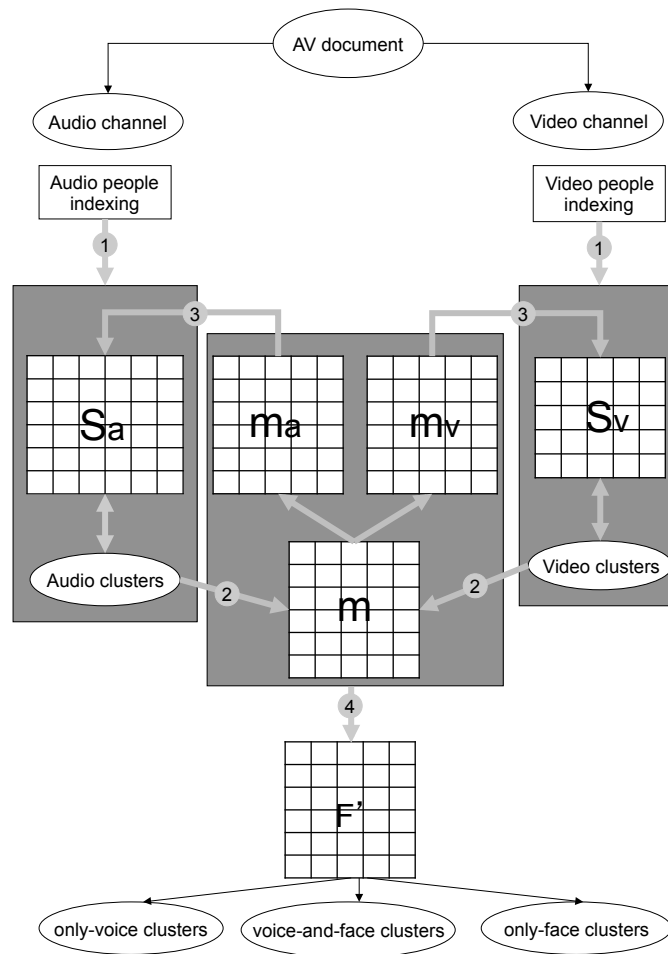 AV document
Audio channel
Video channel
Audio people
indexing
Video people
indexing
1
1
3
3
Sa
ma
mv
Sv
Audio clusters
Video clusters
2
2
m
4
F'
only-voice clusters
voice-and-face clusters
only-face clusters